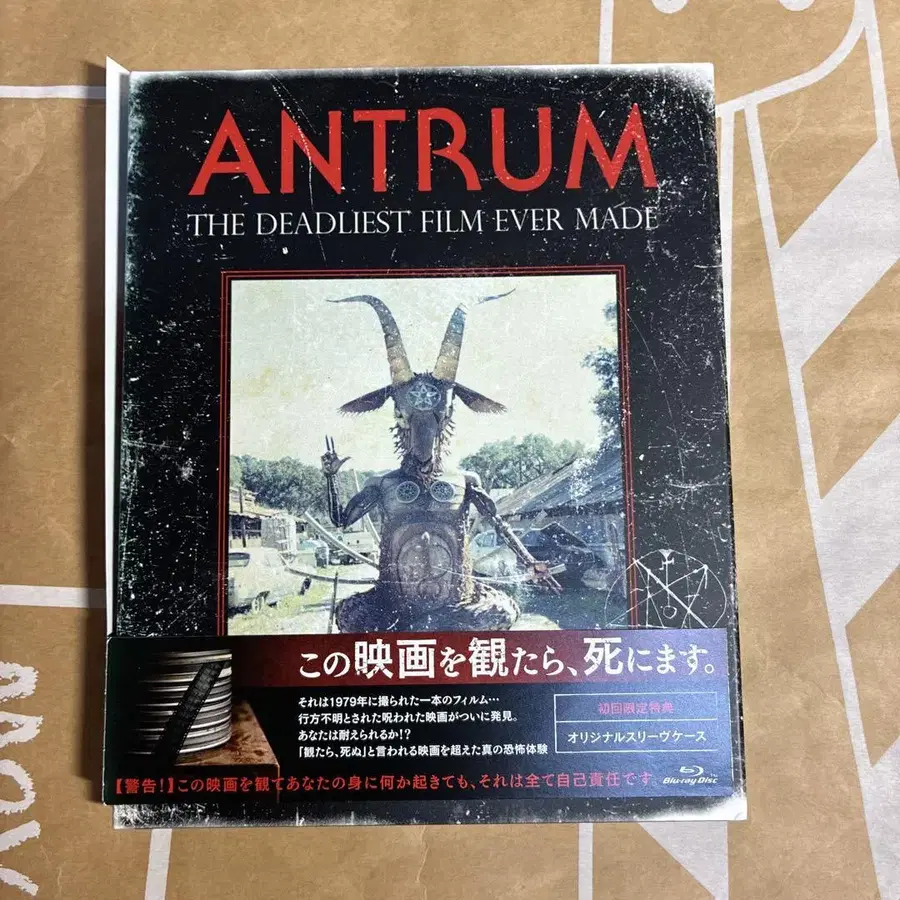 ANTRUM
THE DEADLIEST FILM EVER MADE
この映画を観たら、死にます。
それは1979年に撮られた一本のフィルム…
行方不明とされた呪われた映画がついに発見。
あなたは耐えられるか!?
「観たら、死ぬ」と言われる映画を超えた真の恐怖体験
初回限定特典
オリジナルスリーヴケース
Blu-ray Disc
【警告!】この映画を観てあなたの身に何か起きても、それは全て自己責任です。